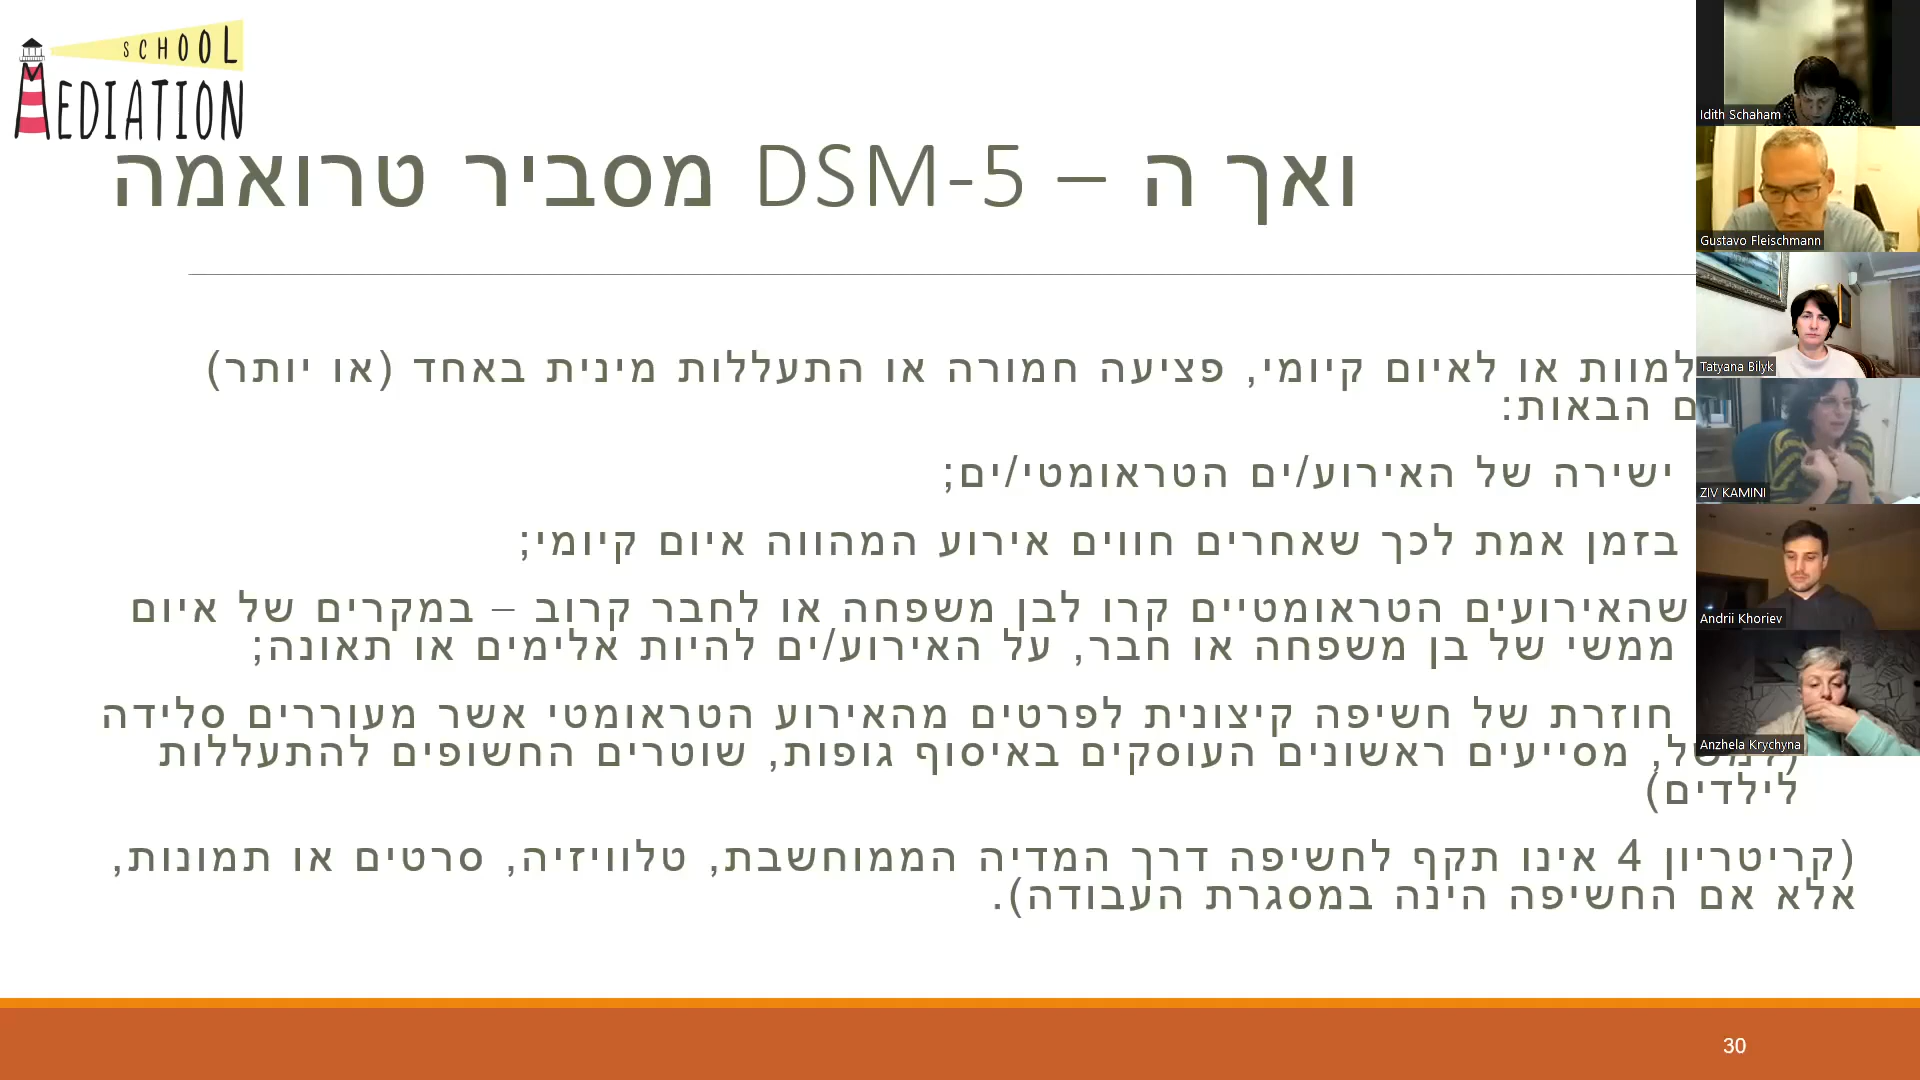 SCHOOL
MEDIATION
ואך ה – DSM-5 מסביר טרואמה
למוות או לאיום קיומי, פציעה חמורה או התעללות מינית באחד (או יותר)
ם הבאות:
ישירה של האירוע/ים הטראומטי/ים;
בזמן אמת לכך שאחרים חווים אירוע המהווה איום קיומי;
שהאירועים הטראומטיים קרו לבן משפחה או לחבר קרוב – במקרים של איום
ממשי של בן משפחה או חבר, על האירוע/ים להיות אלימים או תאונה;
חוזרת של חשיפה קיצונית לפרטים מהאירוע הטראומטי אשר מעוררים סלידה
(למשל, מסייעים ראשונים העוסקים באיסוף גופות, שוטרים החשופים להתעללות
לילדים)
(קריטריון 4 אינו תקף לחשיפה דרך המדיה הממוחשבת, טלוויזיה, סרטים או תמונות,
אלא אם החשיפה הינה במסגרת העבודה).
30
Idith Schaham
Gustavo Fleischmann
Tatyana Bilyk
ZIV KAMINI
Andrii Khoriev
Anzhela Krychyna